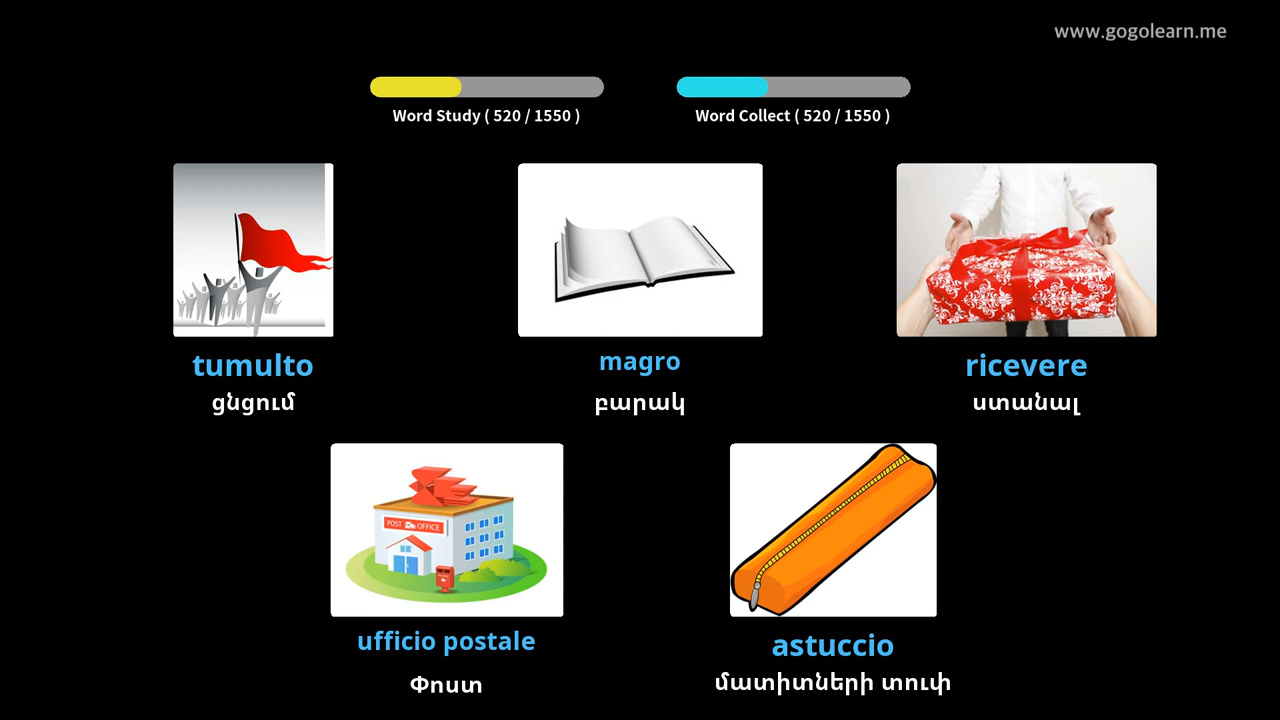 www.gogolearn.me
Word Study ( 520 / 1550 )
Word Collect ( 520 / 1550 )
tumulto
ցնցում
magro
բարակ
ricevere
ստանալ
POST OFFICE
ufficio postale
Փոստ
astuccio
մատիտների տուփ